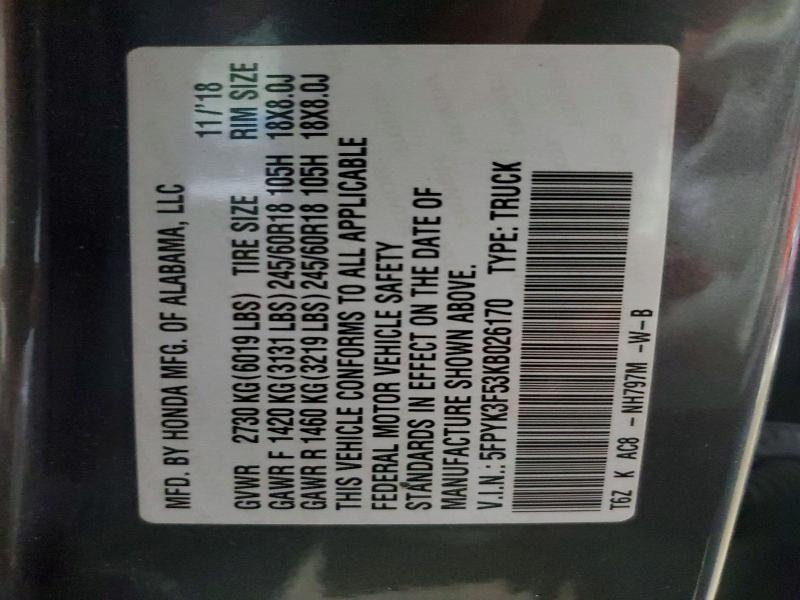 MFD. BY HONDA MFG. OF ALABAMA, LLC 11/'18
GVWR 2730 KG (6019 LBS) TIRE SIZE RIM SIZE
GAWR F 1420 KG (3131 LBS) 245/60R18 105H 18X8.0J
GAWR R 1460 KG (3219 LBS) 245/60R18 105H 18X8.0J
THIS VEHICLE CONFORMS TO ALL APPLICABLE
FEDERAL MOTOR VEHICLE SAFETY
STANDARDS IN EFFECT ON THE DATE OF
MANUFACTURE SHOWN ABOVE.
V.I.N.: 5FPYK3F53KB026170 TYPE: TRUCK
T6Z K AC8 - NH797M -W-B